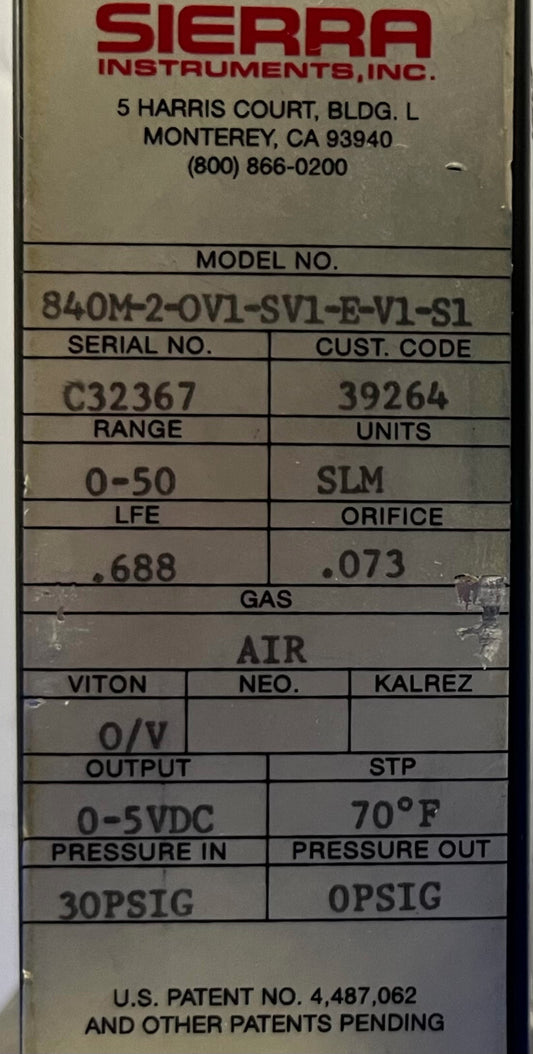 SIERRA
INSTRUMENTS, INC.
5 HARRIS COURT, BLDG. L
MONTEREY, CA 93940
(800) 866-0200
MODEL NO.
840M-2-OV1-SV1-E-V1-S1
SERIAL NO. CUST. CODE
C32367 39264
RANGE UNITS
0-50 SLM
LFE ORIFICE
.688 .073
GAS
AIR
VITON NEO. KALREZ
O/V
OUTPUT STP
0-5VDC 70°F
PRESSURE IN PRESSURE OUT
30PSIG 0PSIG
U.S. PATENT NO. 4,487,062
AND OTHER PATENTS PENDING